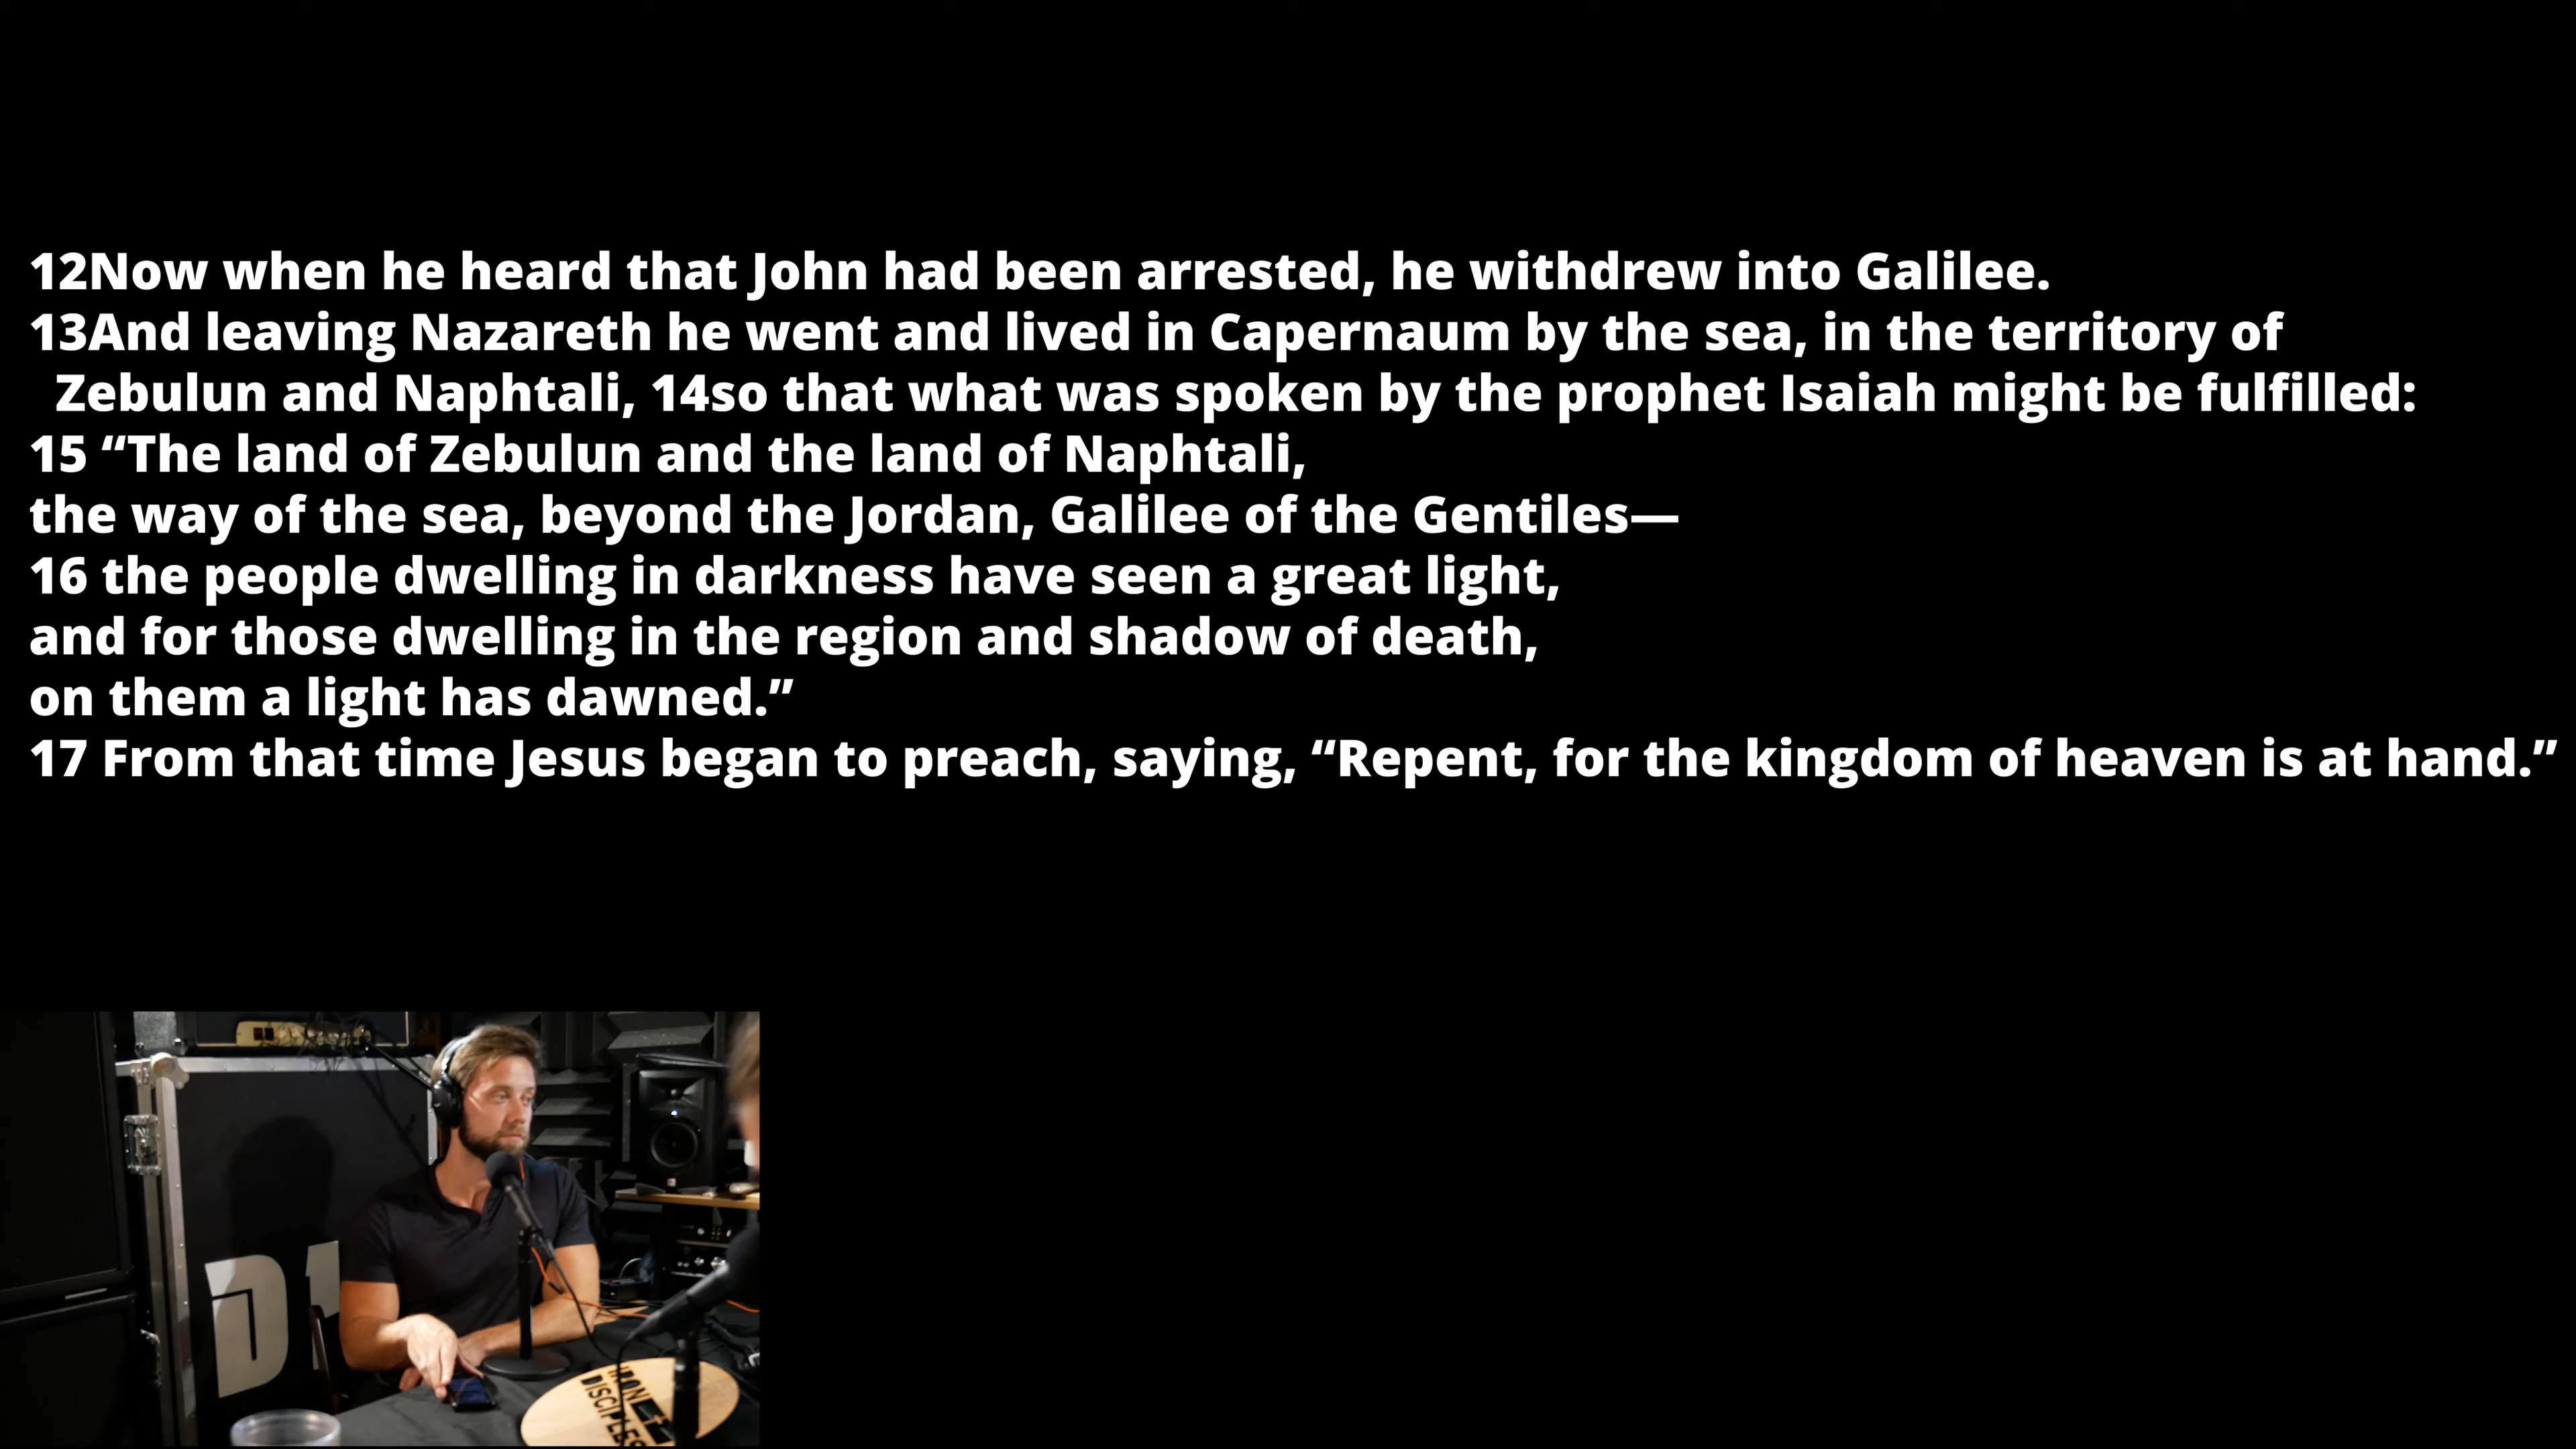 12Now when he heard that John had been arrested, he withdrew into Galilee.
13And leaving Nazareth he went and lived in Capernaum by the sea, in the territory of
Zebulun and Naphtali, 14so that what was spoken by the prophet Isaiah might be fulfilled:
15 “The land of Zebulun and the land of Naphtali,
the way of the sea, beyond the Jordan, Galilee of the Gentiles—
16 the people dwelling in darkness have seen a great light,
and for those dwelling in the region and shadow of death,
on them a light has dawned.”
17 From that time Jesus began to preach, saying, “Repent, for the kingdom of heaven is at hand.”
IRON
DISCIPLES